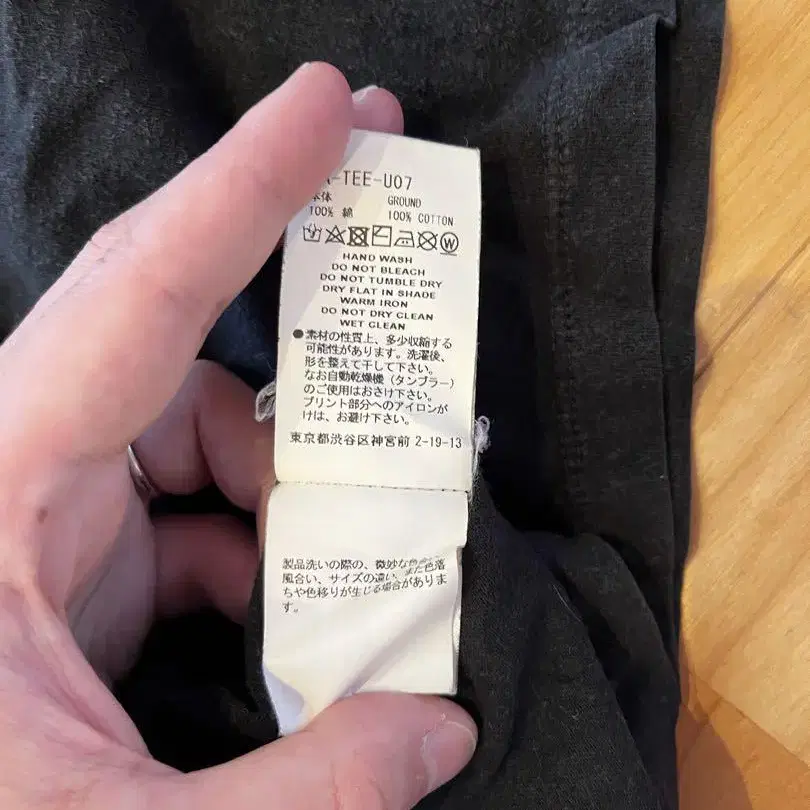 -TEE-U07
本体 GROUND
100% 綿 100% COTTON
W
HAND WASH
DO NOT BLEACH
DO NOT TUMBLE DRY
DRY FLAT IN SHADE
WARM IRON
DO NOT DRY CLEAN
WET CLEAN
●素材の性質上、多少収縮する
可能性があります。洗濯後、
形を整えて干して下さい。
なお自動乾燥機（タンブラー）
のご使用はおさけ下さい。
プリント部分へのアイロンが
けは、お避け下さい。
東京都渋谷区神宮前 2-19-13
製品洗いの際の、微妙な色
風合い、サイズの違い、また色落
ちや色移りが生じる場合がありま
す。